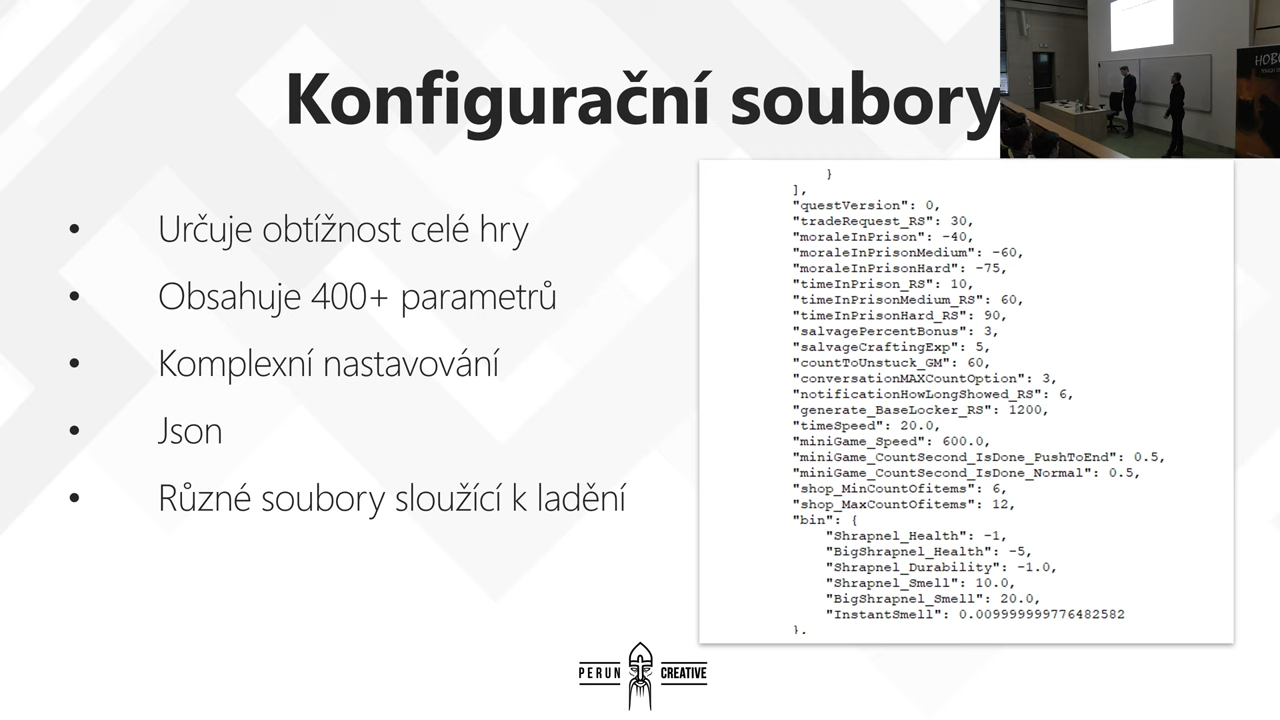 Konfigurační soubory
• Určuje obtížnost celé hry
• Obsahuje 400+ parametrů
• Komplexní nastavování
• Json
• Různé soubory sloužící k ladění
}
],
"questVersion": 0,
"tradeRequest_RS": 30,
"moraleInPrison": -40,
"moraleInPrisonMedium": -60,
"moraleInPrisonHard": -75,
"timeInPrison_RS": 10,
"timeInPrisonMedium_RS": 60,
"timeInPrisonHard_RS": 90,
"salvagePercentBonus": 3,
"salvageCraftingExp": 5,
"countToUnstuck_GM": 60,
"conversationMAXCountOption": 3,
"notificationHowLongShowed_RS": 6,
"generate_BaseLocker_RS": 1200,
"timeSpeed": 20.0,
"miniGame_Speed": 600.0,
"miniGame_CountSecond_IsDone_PushToEnd": 0.5,
"miniGame_CountSecond_IsDone_Normal": 0.5,
"shop_MinCountOfitems": 6,
"shop_MaxCountOfitems": 12,
"bin": {
"Shrapnel_Health": -1,
"BigShrapnel_Health": -5,
"Shrapnel_Durability": -1.0,
"Shrapnel_Smell": 10.0,
"BigShrapnel_Smell": 20.0,
"InstantSmell": 0.009999999776482582
},
PERUN CREATIVE